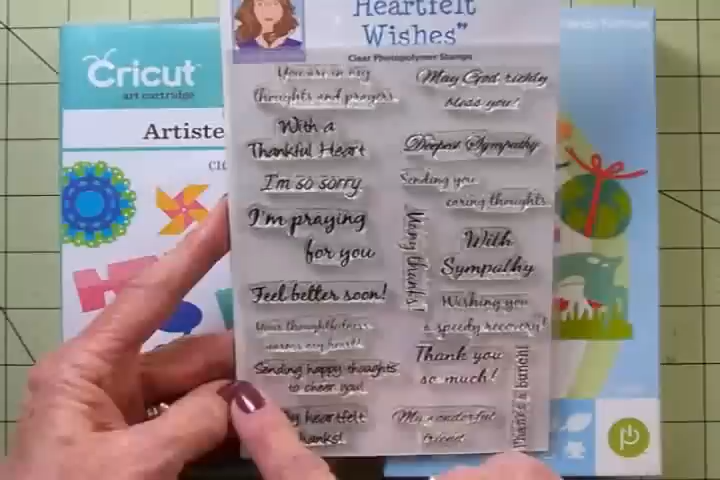 Heartfelt
Wishes"
Clear Photopolymer Stamps
Cricut
art cartridge
Artiste
You are in my
thoughts and prayers.
With a
Thankful Heart
I'm so sorry.
I'm praying
for you
Feel better soon!
Your thoughtfulness
warms my heart!
Sending happy thoughts
to cheer you!
My heartfelt
thanks!
May God richly
bless you!
Deepest Sympathy
Sending you
caring thoughts.
Many thanks!
With
Sympathy
Wishing you
a speedy recovery!
Thank you
so much!
My wonderful
friend
Thanks a bunch!